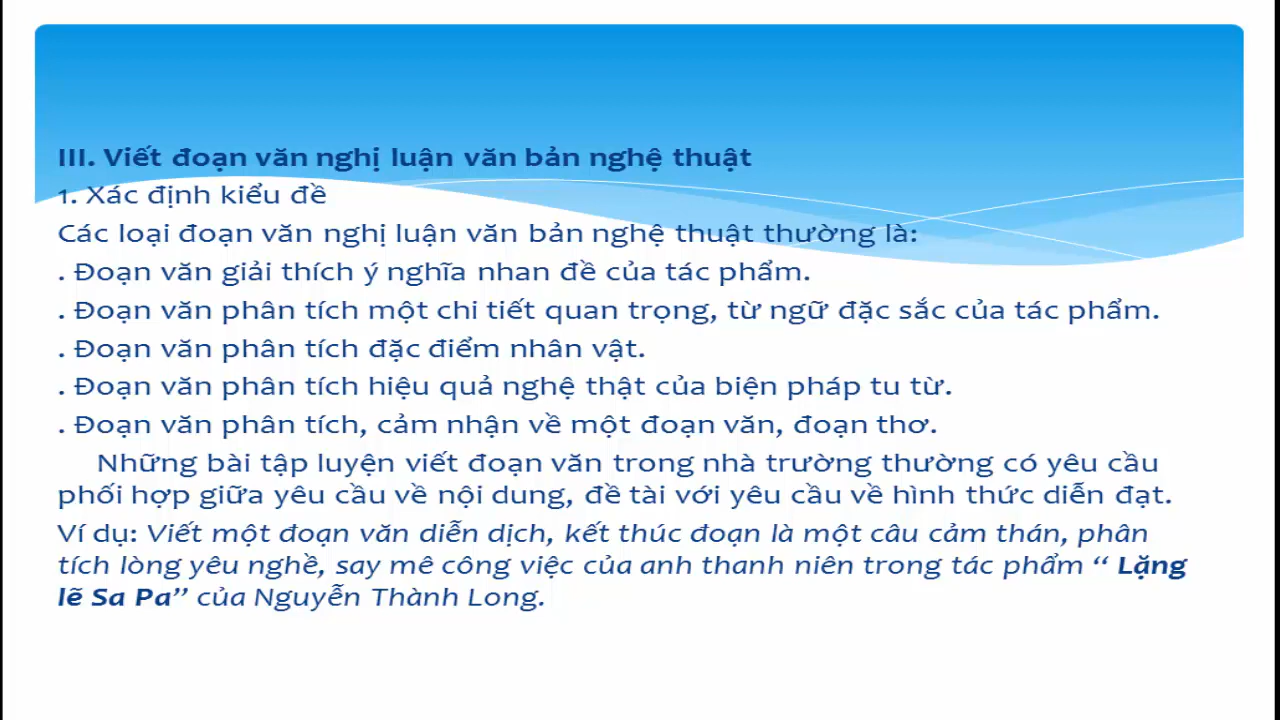 III. Viết đoạn văn nghị luận văn bản nghệ thuật
1. Xác định kiểu đề
Các loại đoạn văn nghị luận văn bản nghệ thuật thường là:
. Đoạn văn giải thích ý nghĩa nhan đề của tác phẩm.
. Đoạn văn phân tích một chi tiết quan trọng, từ ngữ đặc sắc của tác phẩm.
. Đoạn văn phân tích đặc điểm nhân vật.
. Đoạn văn phân tích hiệu quả nghệ thật của biện pháp tu từ.
. Đoạn văn phân tích, cảm nhận về một đoạn văn, đoạn thơ.
Những bài tập luyện viết đoạn văn trong nhà trường thường có yêu cầu
phối hợp giữa yêu cầu về nội dung, đề tài với yêu cầu về hình thức diễn đạt.
Ví dụ: Viết một đoạn văn diễn dịch, kết thúc đoạn là một câu cảm thán, phân
tích lòng yêu nghề, say mê công việc của anh thanh niên trong tác phẩm “ Lặng
lẽ Sa Pa” của Nguyễn Thành Long.